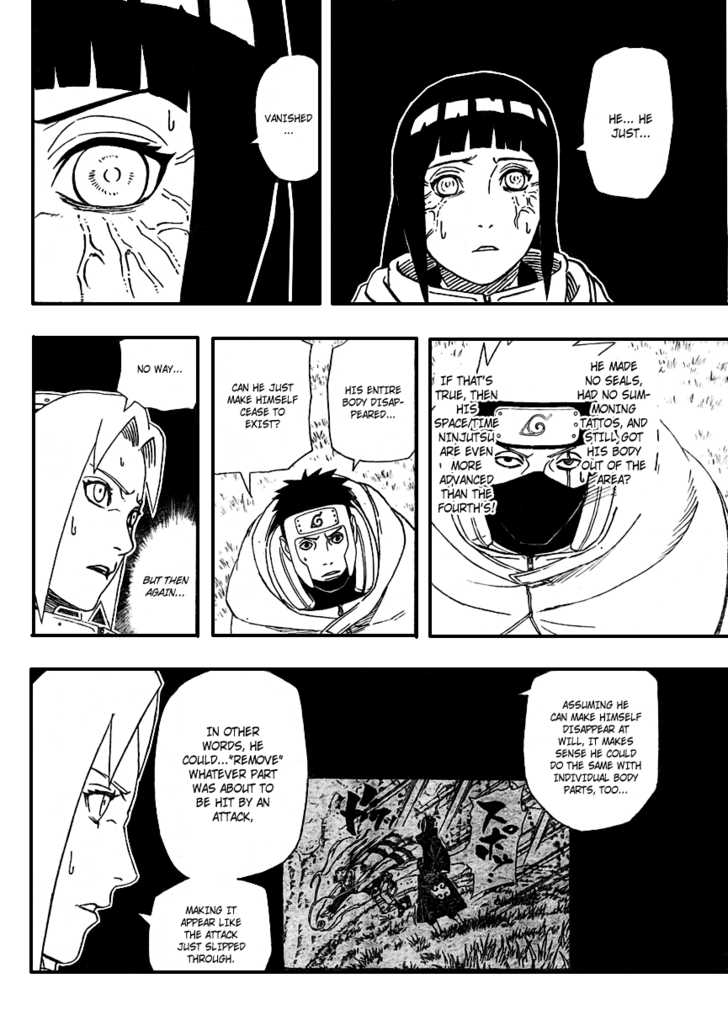 HE... HE
JUST...
VANISHED
...
HE MADE
NO SEALS,
HAD NO SUM-
MONING
TATTOS, AND
STILL GOT
HIS BODY
OUT OF THE
AREA?
IF THAT'S
TRUE, THEN
HIS
SPACE/TIME
NINJUTSU
ARE EVEN
MORE
ADVANCED
THAN THE
FOURTH'S!
HIS ENTIRE
BODY DISAP-
PEARED...
CAN HE JUST
MAKE HIMSELF
CEASE TO
EXIST?
NO WAY...
BUT THEN
AGAIN...
ASSUMING HE
CAN MAKE HIMSELF
DISAPPEAR AT
WILL, IT MAKES
SENSE HE COULD
DO THE SAME WITH
INDIVIDUAL BODY
PARTS, TOO...
スポッ
ザッ
IN OTHER
WORDS, HE
COULD..."REMOVE"
WHATEVER PART
WAS ABOUT TO
BE HIT BY AN
ATTACK,
MAKING IT
APPEAR LIKE
THE ATTACK
JUST SLIPPED
THROUGH.